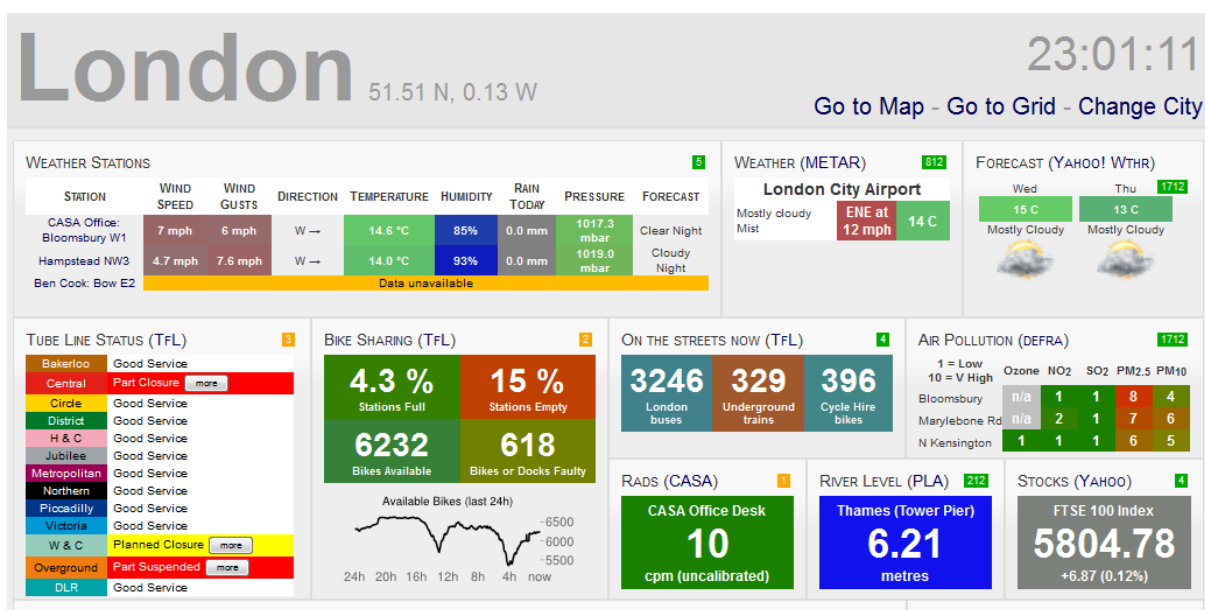 London 51.51 N, 0.13 W
23:01:11
Go to Map - Go to Grid - Change City
WEATHER STATIONS 5
STATION WIND SPEED WIND GUSTS DIRECTION TEMPERATURE HUMIDITY RAIN TODAY PRESSURE FORECAST
CASA Office: Bloomsbury W1 7 mph 6 mph W → 14.6 °C 85% 0.0 mm 1017.3 mbar Clear Night
Hampstead NW3 4.7 mph 7.6 mph W → 14.0 °C 93% 0.0 mm 1019.0 mbar Cloudy Night
Ben Cook: Bow E2 Data unavailable
WEATHER (METAR) 812
London City Airport
Mostly cloudy Mist ENE at 12 mph 14 C
FORECAST (YAHOO! WTHR) 1712
Wed Thu
15 C 13 C
Mostly Cloudy Mostly Cloudy
TUBE LINE STATUS (TFL) 3
Bakerloo Good Service
Central Part Closure more
Circle Good Service
District Good Service
H & C Good Service
Jubilee Good Service
Metropolitan Good Service
Northern Good Service
Piccadilly Good Service
Victoria Good Service
W & C Planned Closure more
Overground Part Suspended more
DLR Good Service
BIKE SHARING (TFL) 2
4.3 % 15 %
Stations Full Stations Empty
6232 618
Bikes Available Bikes or Docks Faulty
Available Bikes (last 24h)
6500
6000
5500
24h 20h 16h 12h 8h 4h now
ON THE STREETS NOW (TFL) 4
3246 329 396
London buses Underground trains Cycle Hire bikes
AIR POLLUTION (DEFRA) 1712
1 = Low
10 = V High
Ozone NO2 SO2 PM2.5 PM10
Bloomsbury n/a 1 1 8 4
Marylebone Rd n/a 2 1 7 6
N Kensington 1 1 1 6 5
RADS (CASA) 1
CASA Office Desk
10
cpm (uncalibrated)
RIVER LEVEL (PLA) 212
Thames (Tower Pier)
6.21
metres
STOCKS (YAHOO) 4
FTSE 100 Index
5804.78
+6.87 (0.12%)